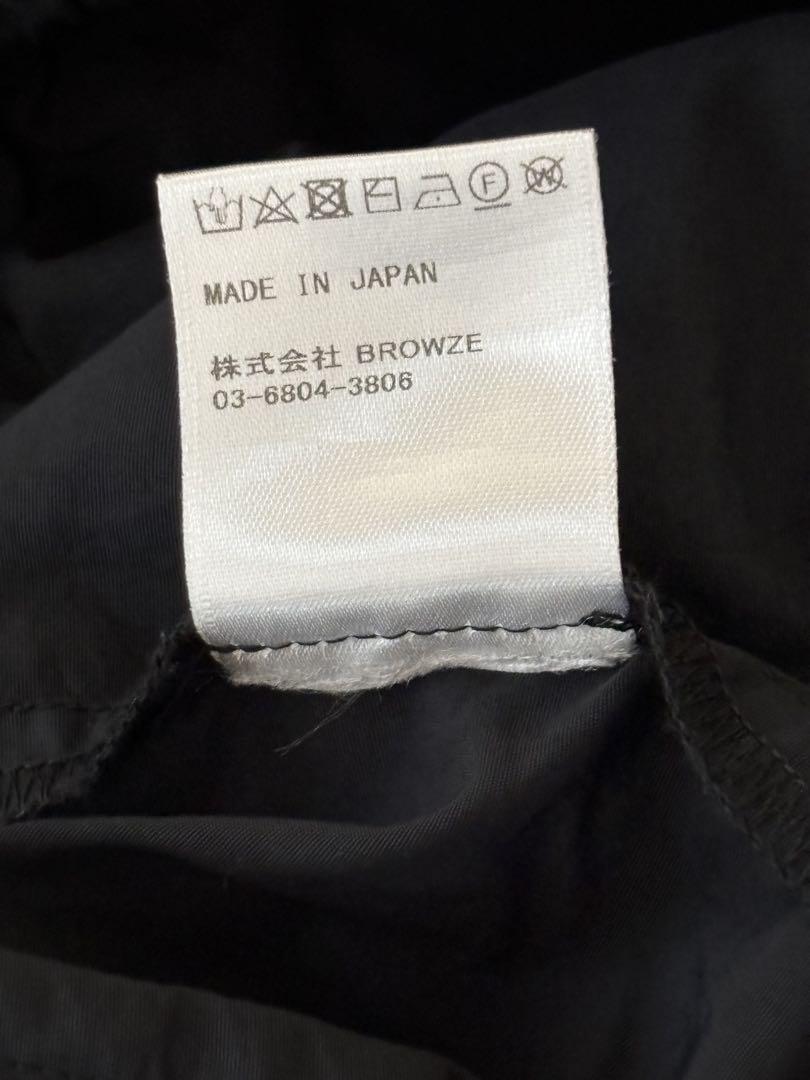 F W
MADE IN JAPAN
株式会社 BROWZE
03-6804-3806